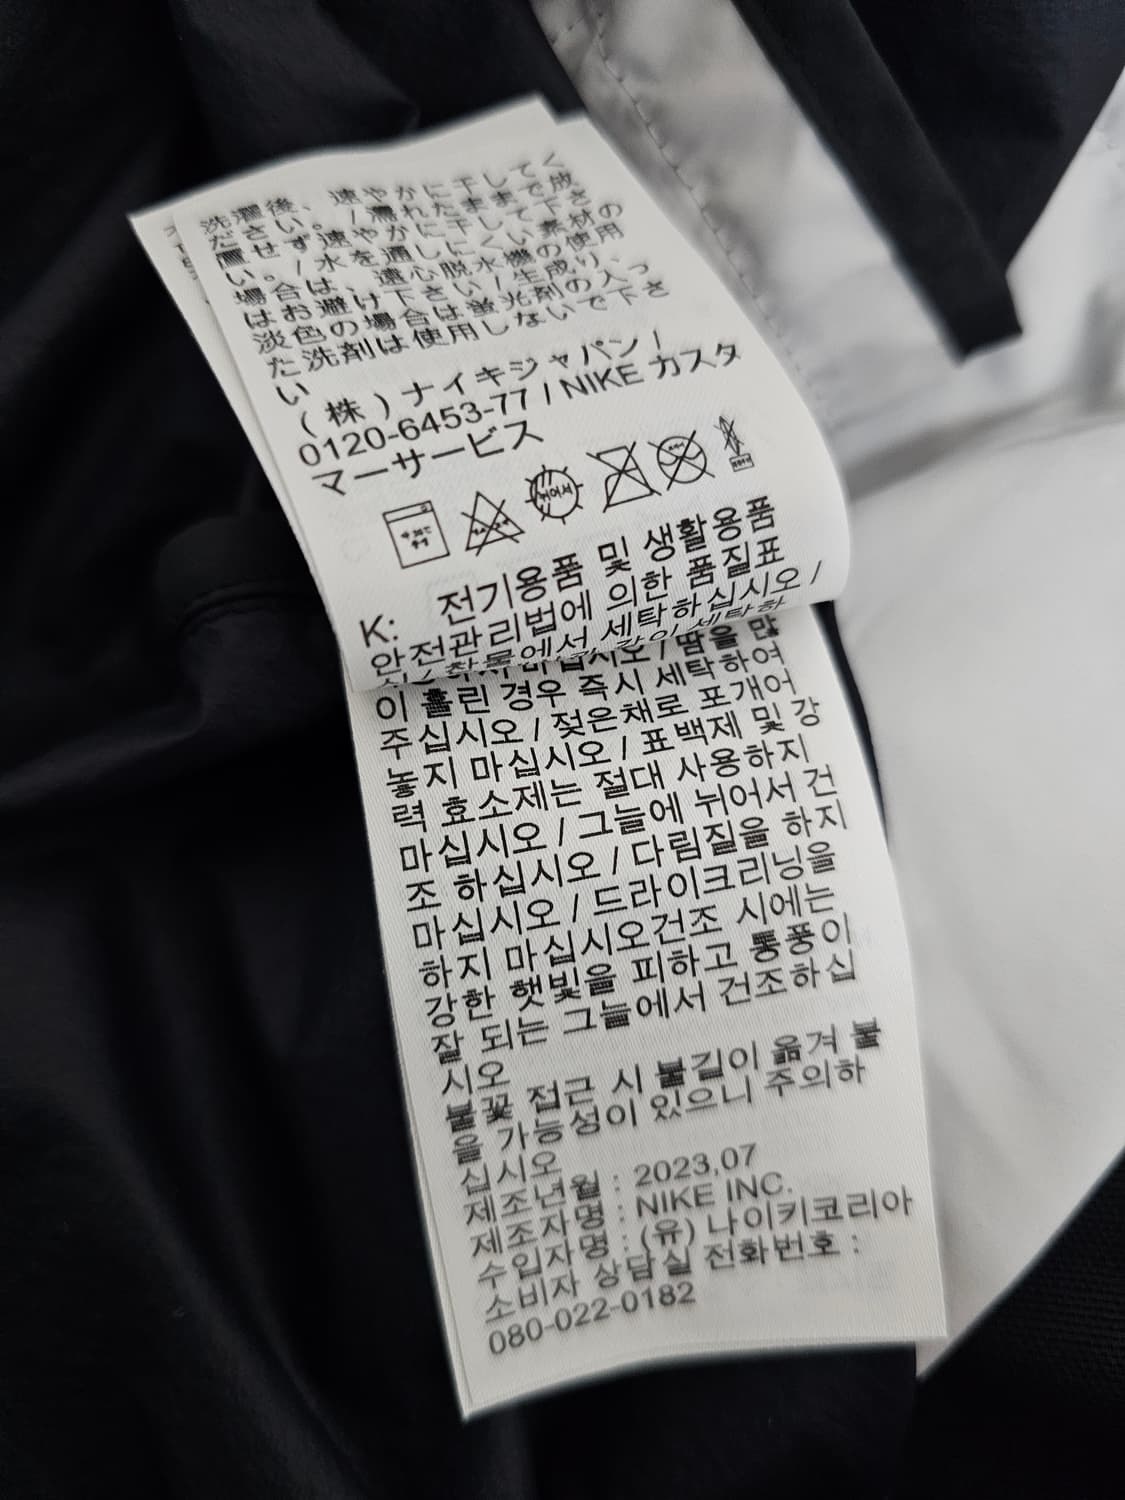 洗濯後、速やかに干してく
ださい。/濡れたままで放
置せず速やかに干して下さ
い。/水を通しにくい素材の
場合は、遠心脱水機の使用
はお避け下さい/生成り、
淡色の場合は蛍光剤の入っ
た洗剤は使用しないで下さ
い
(株)ナイキジャパン/
0120-6453-77 / NIKE カスタ
マーサービス
뉘어서
K: 전기용품 및 생활용품
안전관리법에 의한 품질표
세탁하십시오 /
마십시오 / 땀을 많
이 흘린 경우 즉시 세탁하여
주십시오 / 젖은채로 포개어
놓지 마십시오 / 표백제 및 강
력 효소제는 절대 사용하지
마십시오 / 그늘에 뉘어서 건
조 하십시오 / 다림질을 하지
마십시오 / 드라이크리닝을
하지 마십시오건조 시에는
강한 햇빛을 피하고 통풍이
잘 되는 그늘에서 건조하십
시오
불꽃 접근 시 불길이 옮겨 붙
을 가능성이 있으니 주의하
십시오
제조년월 : 2023.07
제조자명 : NIKE INC.
수입자명 : (유) 나이키코리아
소비자 상담실 전화번호 :
080-022-0182